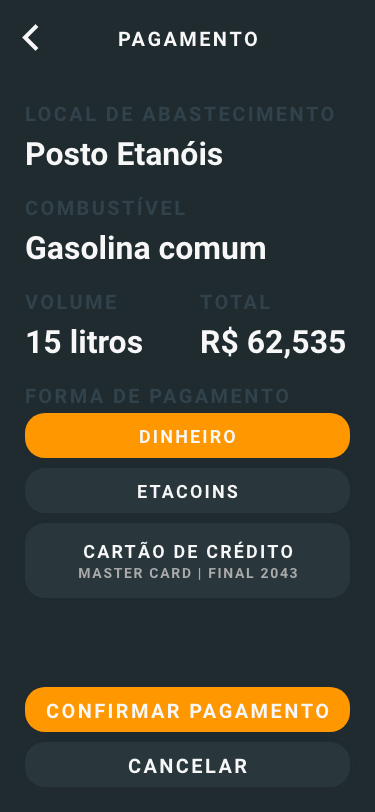 PAGAMENTO
LOCAL DE ABASTECIMENTO
Posto Etanóis
COMBUSTÍVEL
Gasolina comum
VOLUME TOTAL
15 litros R$ 62,535
FORMA DE PAGAMENTO
DINHEIRO
ETACOINS
CARTÃO DE CRÉDITO
MASTER CARD | FINAL 2043
CONFIRMAR PAGAMENTO
CANCELAR